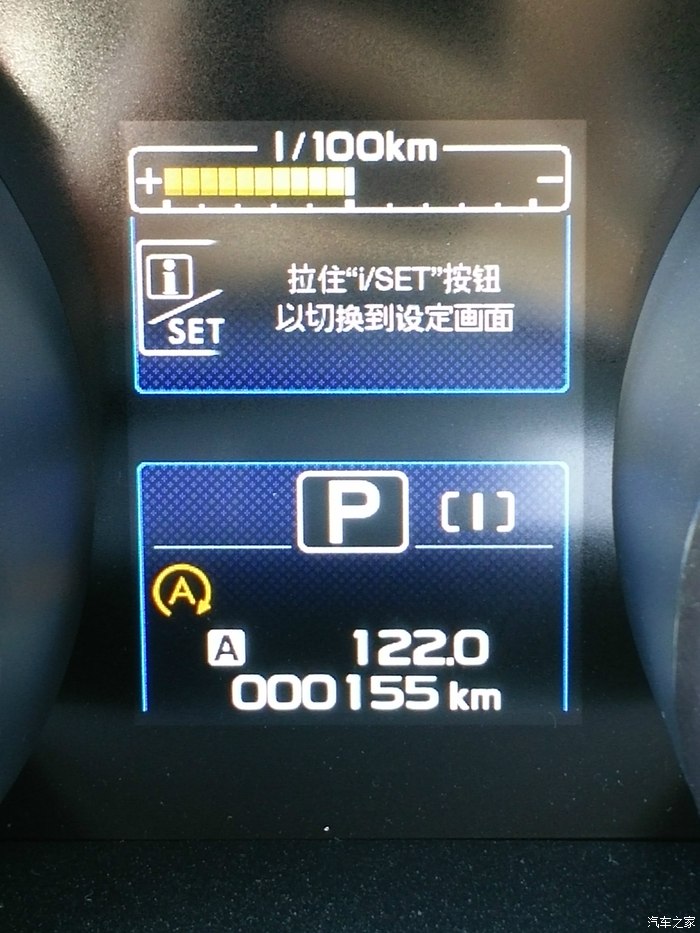 l/100km
+ −
i
SET
拉住“i/SET”按钮
以切换到设定画面
P [I]
A
A 122.0
000155 km
汽车之家